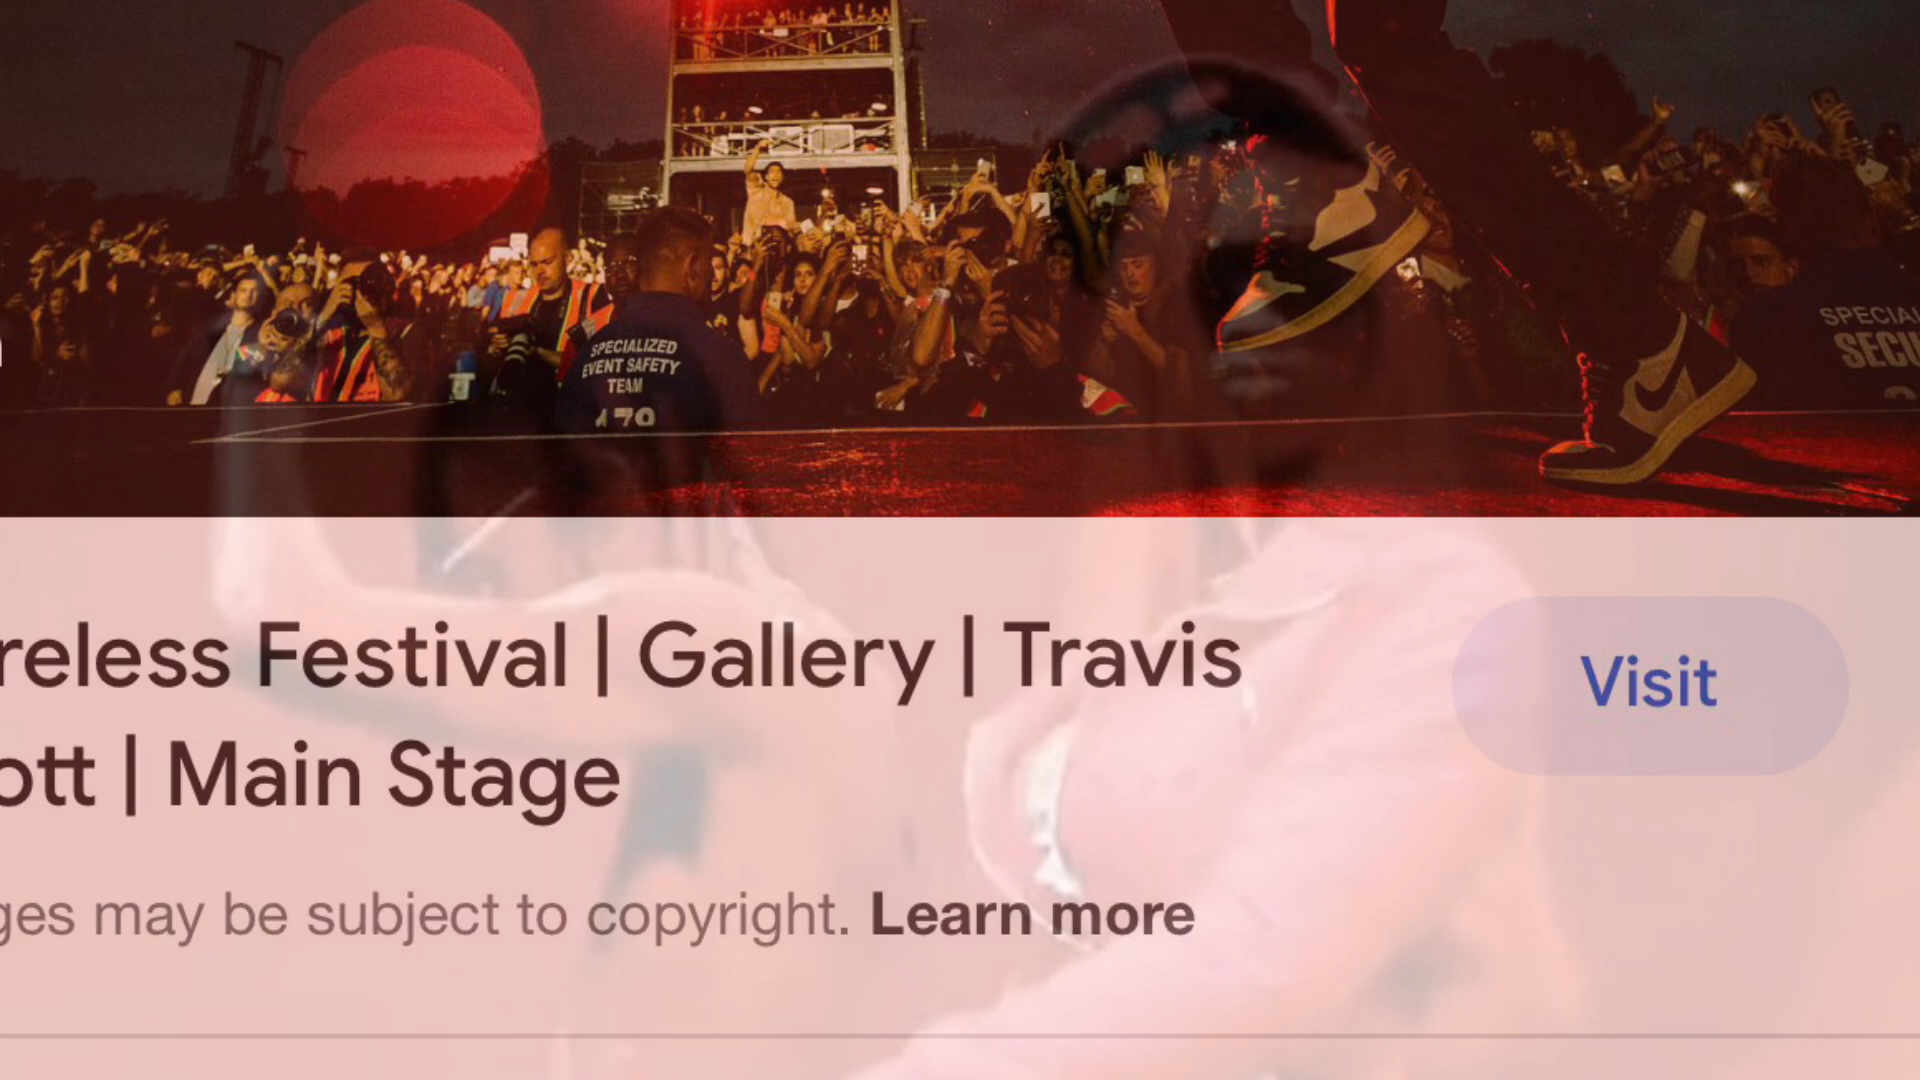 SPECIALIZED
EVENT SAFETY
TEAM
179
SPECIAL
SECU
reless Festival | Gallery | Travis
ott | Main Stage
Visit
ges may be subject to copyright. Learn more